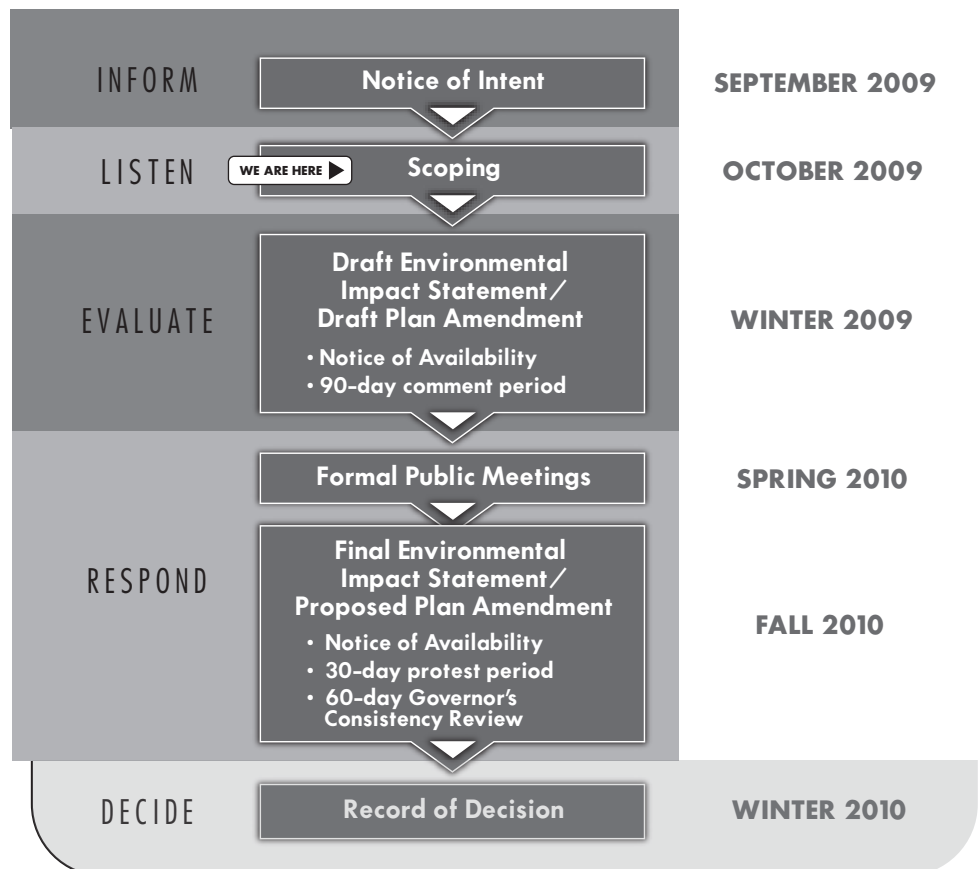 INFORM
Notice of Intent
SEPTEMBER 2009
LISTEN
WE ARE HERE
Scoping
OCTOBER 2009
EVALUATE
Draft Environmental
Impact Statement/
Draft Plan Amendment
• Notice of Availability
• 90-day comment period
WINTER 2009
RESPOND
Formal Public Meetings
SPRING 2010
Final Environmental
Impact Statement/
Proposed Plan Amendment
• Notice of Availability
• 30-day protest period
• 60-day Governor's
Consistency Review
FALL 2010
DECIDE
Record of Decision
WINTER 2010